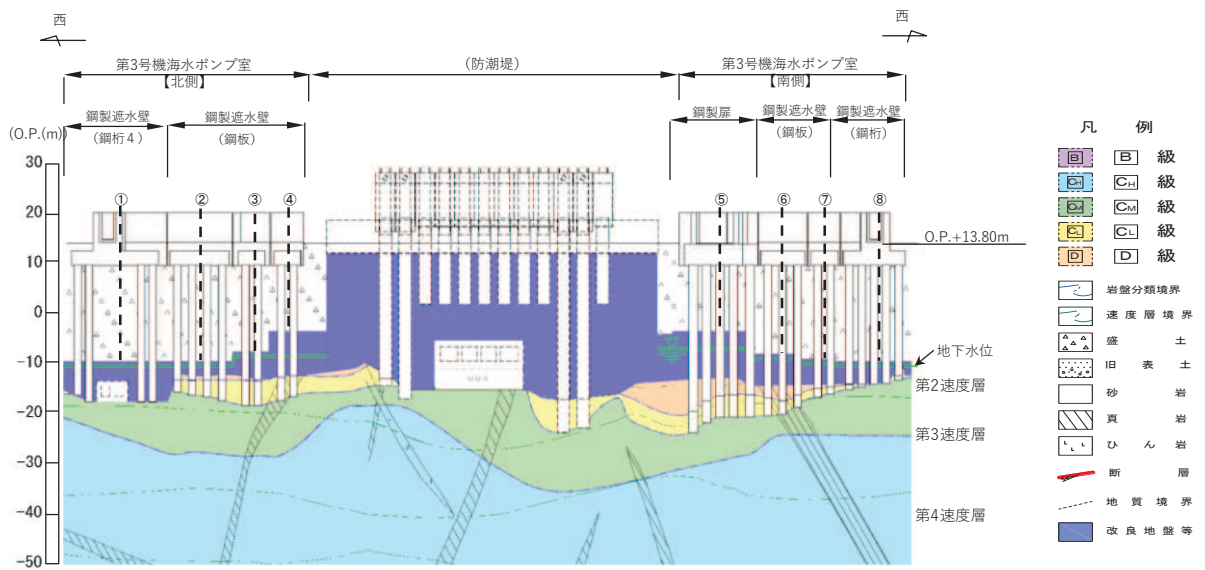 西
西
第3号機海水ポンプ室
【北側】
(防潮堤)
第3号機海水ポンプ室
【南側】
鋼製遮水壁
(鋼桁4)
鋼製遮水壁
(鋼板)
鋼製扉
鋼製遮水壁
(鋼板)
鋼製遮水壁
(鋼桁)
(O.P.(m))
30
20
10
0
-10
-20
-30
-40
-50
①
②
③
④
⑤
⑥
⑦
⑧
O.P.+13.80m
地下水位
第2速度層
第3速度層
第4速度層
凡 例
B B 級
CH CH 級
CM CM 級
CL CL 級
D D 級
岩盤分類境界
速度層境界
盛土
旧表土
砂岩
頁岩
ひん岩
断層
地質境界
改良地盤等